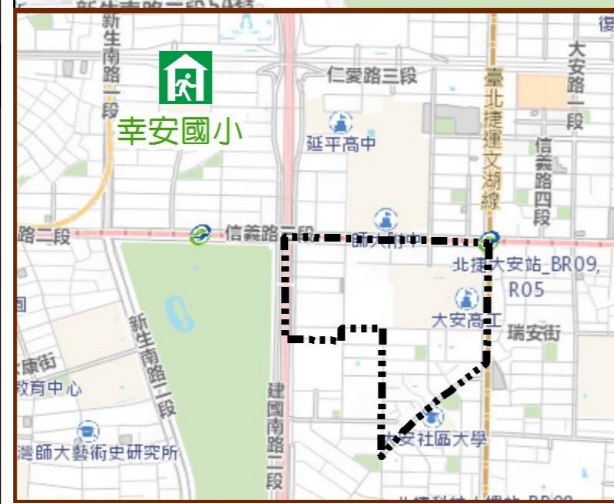 新生南路一段
仁愛路三段
復
大安路一段
幸安國小
延平高中
臺北捷運文湖線
信義路四段
路二段
信義路三段
師大附中
北捷大安站_BR09,
R05
大安高工
瑞安街
新生南路二段
康街
教育中心
建國南路二段
大安社區大學
灣師大藝術史研究所